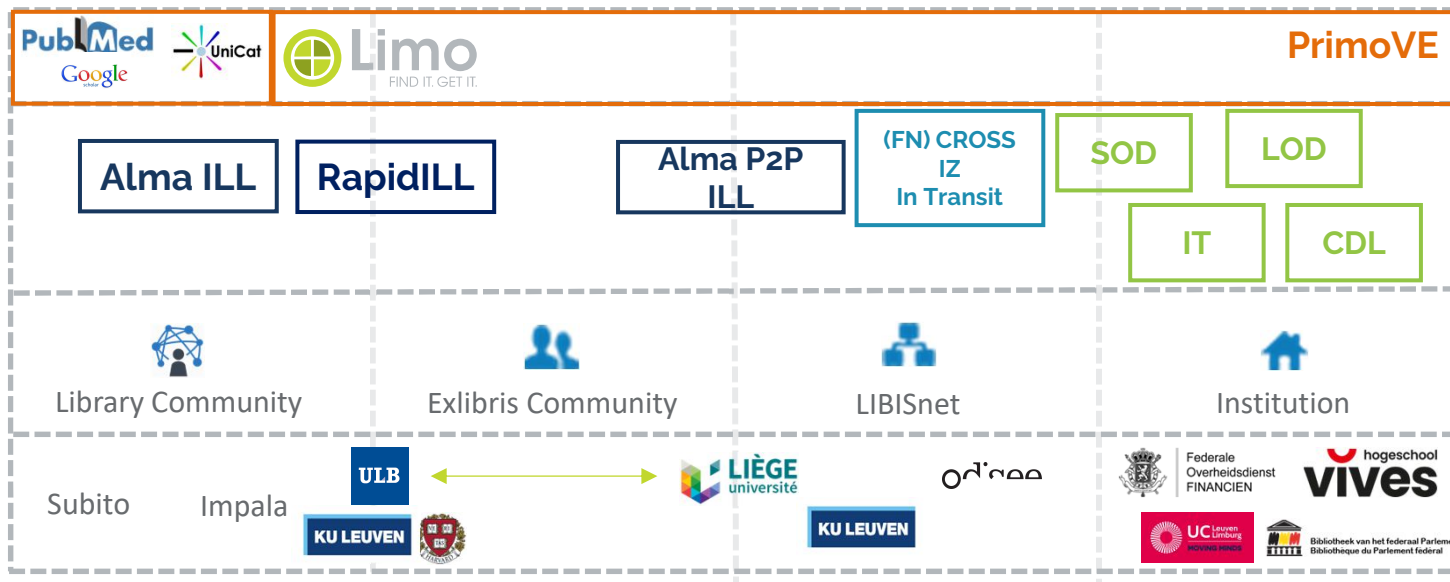 PubMed
UniCat
Google
scholar
Limo
FIND IT. GET IT.
PrimoVE
Alma ILL
RapidILL
Alma P2P
ILL
(FN) CROSS
IZ
In Transit
SOD
LOD
IT
CDL
Library Community
Exlibris Community
LIBISnet
Institution
Subito
Impala
ULB
KU LEUVEN
HARVARD
LIÈGE
université
KU LEUVEN
odisee
Federale
Overheidsdienst
FINANCIEN
hogeschool
vives
UC Leuven
Limburg
MOVING MINDS
Bibliotheek van het federaal Parleme
Bibliothèque du Parlement fédéral